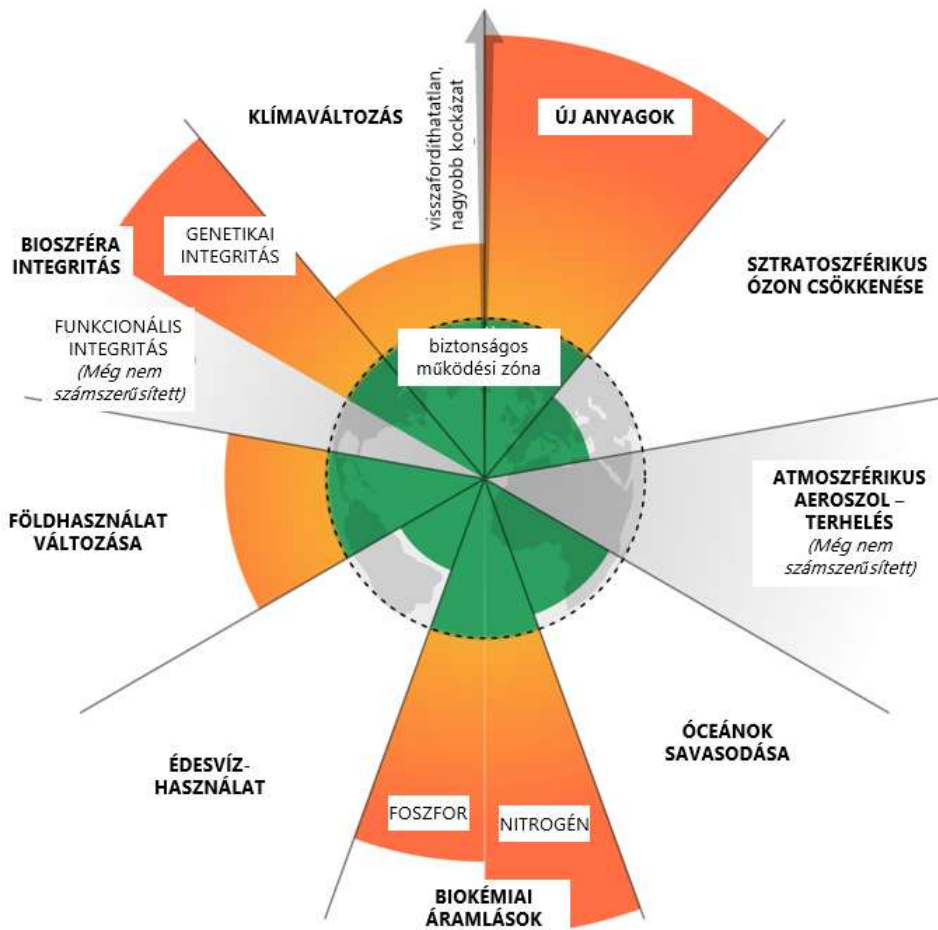 KLÍMAVÁLTOZÁS
visszafordíthatatlan,
nagyobb kockázat
ÚJ ANYAGOK
BIOSZFÉRA
INTEGRITÁS
GENETIKAI
INTEGRITÁS
SZTRATOSZFÉRIKUS
ÓZON CSÖKKENÉSE
FUNKCIONÁLIS
INTEGRITÁS
(Még nem
számszerűsített)
biztonságos
működési zóna
FÖLDHASZNÁLAT
VÁLTOZÁSA
ATMOSZFÉRIKUS
AEROSZOL –
TERHELÉS
(Még nem
számszerűsített)
ÉDESVÍZ-
HASZNÁLAT
ÓCEÁNOK
SAVASODÁSA
FOSZFOR
NITROGÉN
BIOKÉMIAI
ÁRAMLÁSOK